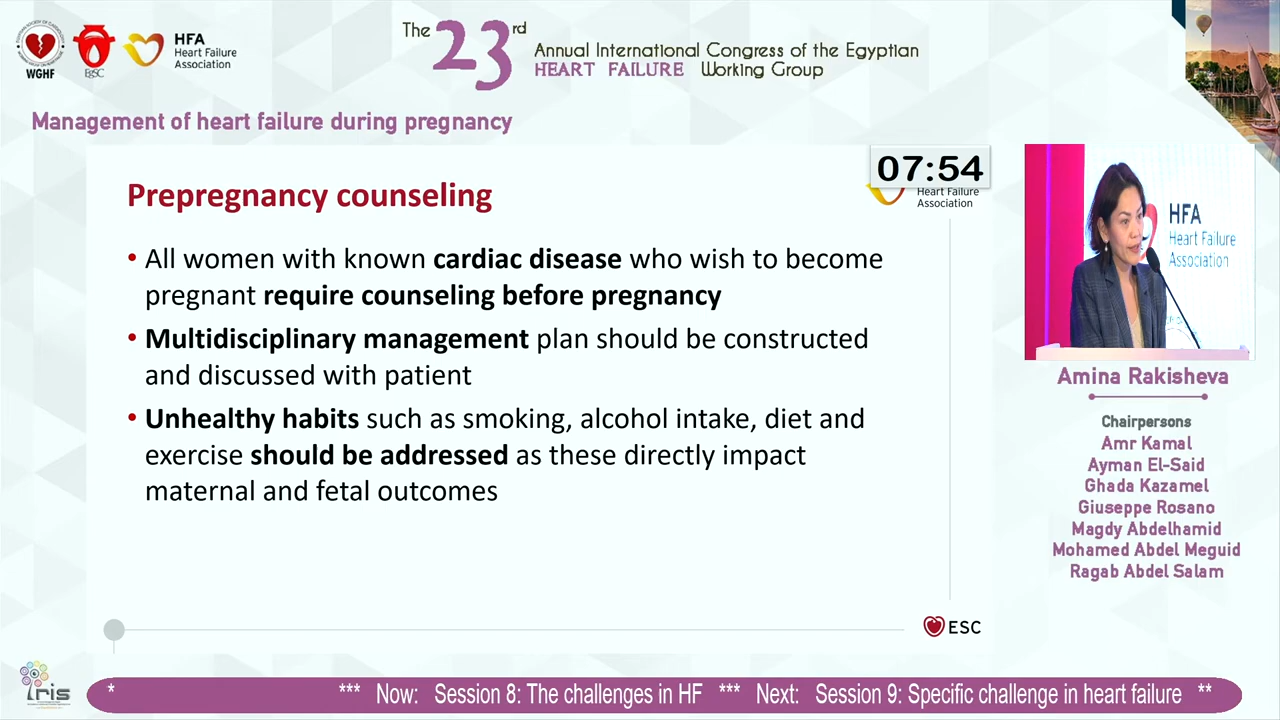 WGHF
EgSC
HFA
Heart Failure
Association
The 23rd
Annual International Congress of the Egyptian
HEART FAILURE Working Group
Management of heart failure during pregnancy
07:54
Heart Failure
Association
Prepregnancy counseling
• All women with known cardiac disease who wish to become
pregnant require counseling before pregnancy
• Multidisciplinary management plan should be constructed
and discussed with patient
• Unhealthy habits such as smoking, alcohol intake, diet and
exercise should be addressed as these directly impact
maternal and fetal outcomes
ESC
HFA
Heart Failure
Association
Amina Rakisheva
Chairpersons
Amr Kamal
Ayman El-Said
Ghada Kazamel
Giuseppe Rosano
Magdy Abdelhamid
Mohamed Abdel Meguid
Ragab Abdel Salam
iris
* *** Now: Session 8: The challenges in HF *** Next: Session 9: Specific challenge in heart failure **